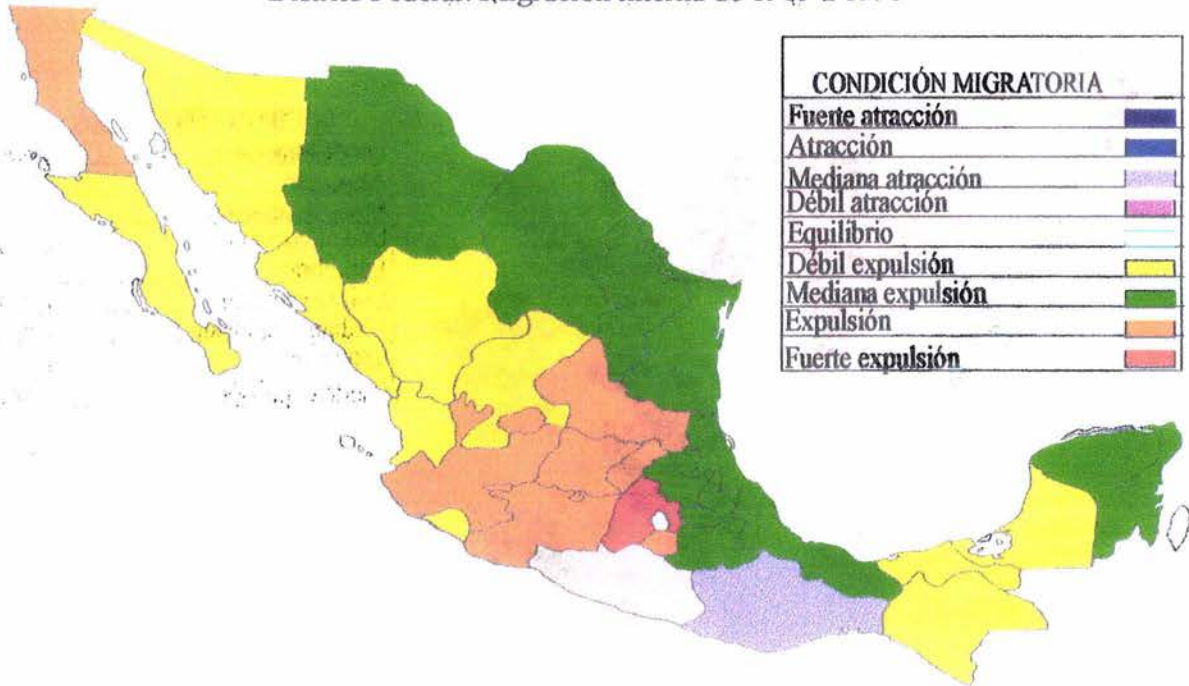 CONDICIÓN MIGRATORIA
Fuerte atracción
Atracción
Mediana atracción
Débil atracción
Equilibrio
Débil expulsión
Mediana expulsión
Expulsión
Fuerte expulsión